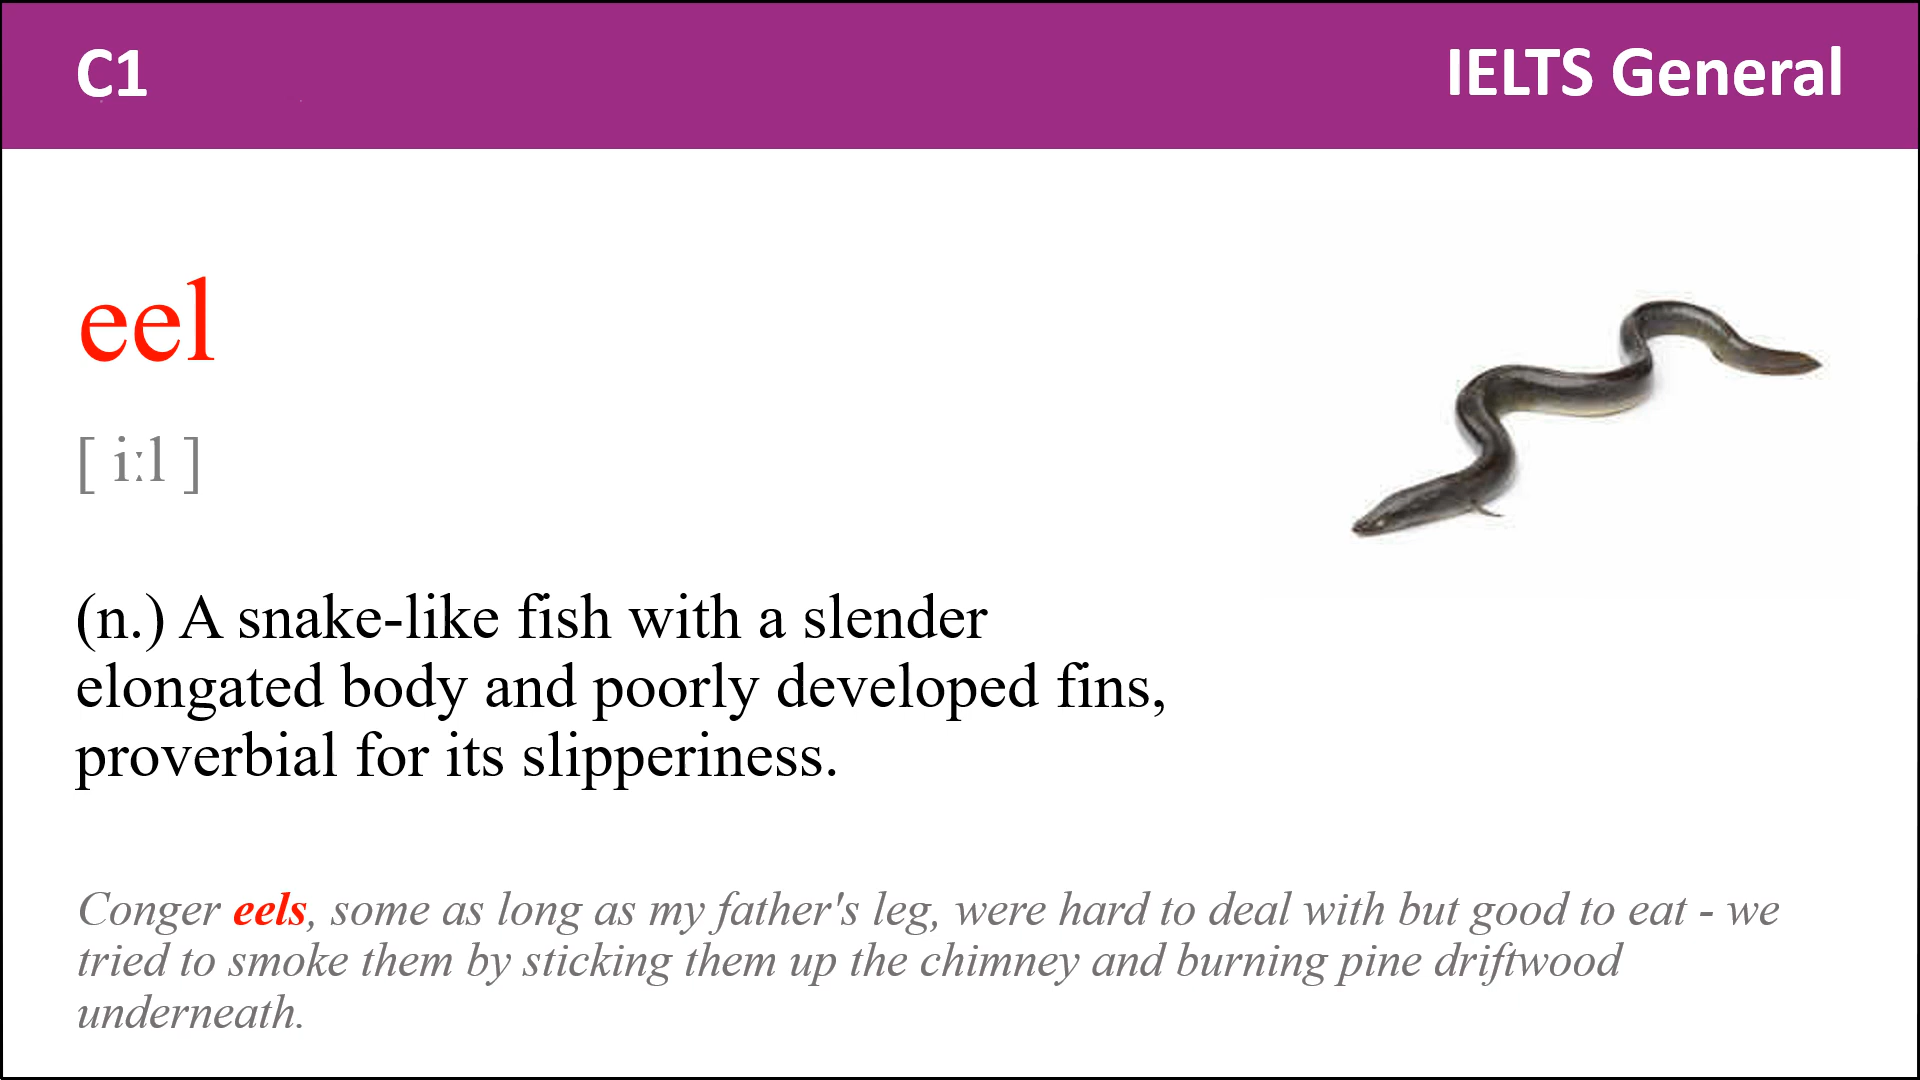 C1
IELTS General
eel
[ iːl ]
(n.) A snake-like fish with a slender
elongated body and poorly developed fins,
proverbial for its slipperiness.
Conger eels, some as long as my father's leg, were hard to deal with but good to eat - we
tried to smoke them by sticking them up the chimney and burning pine driftwood
underneath.